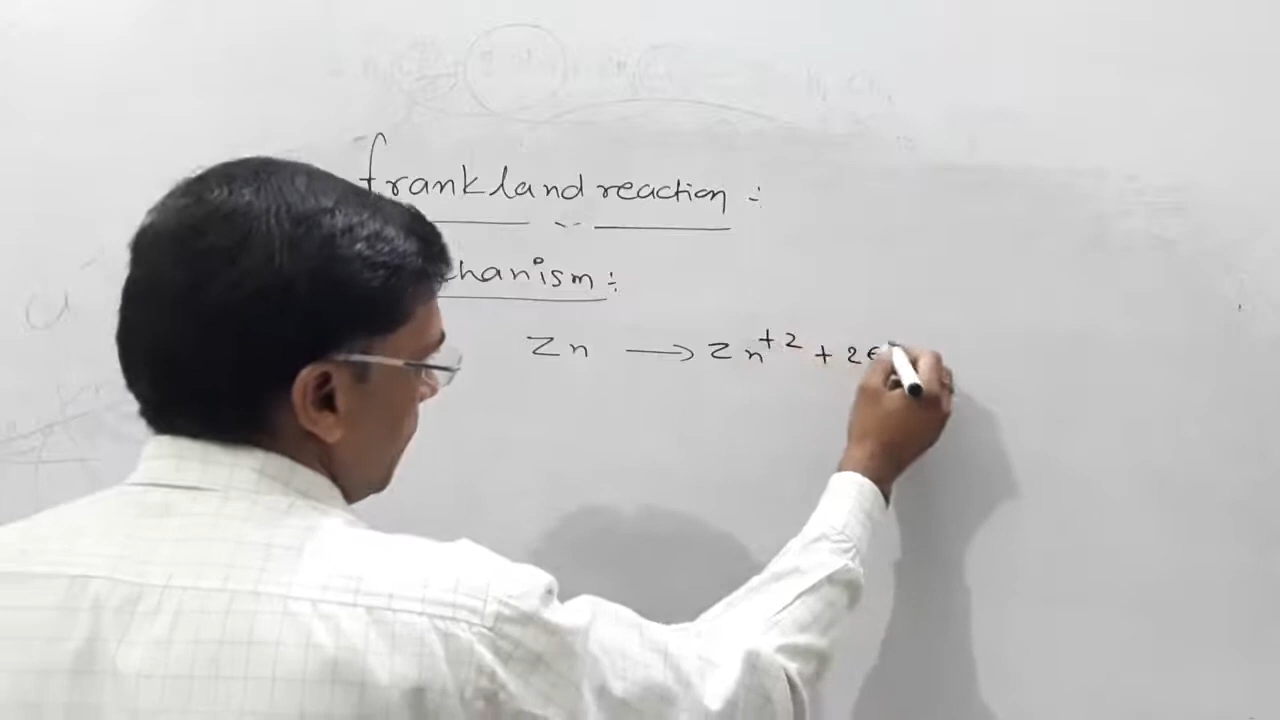 frankland reaction :-
chanism :-
Zn → Zn⁺² + 2e